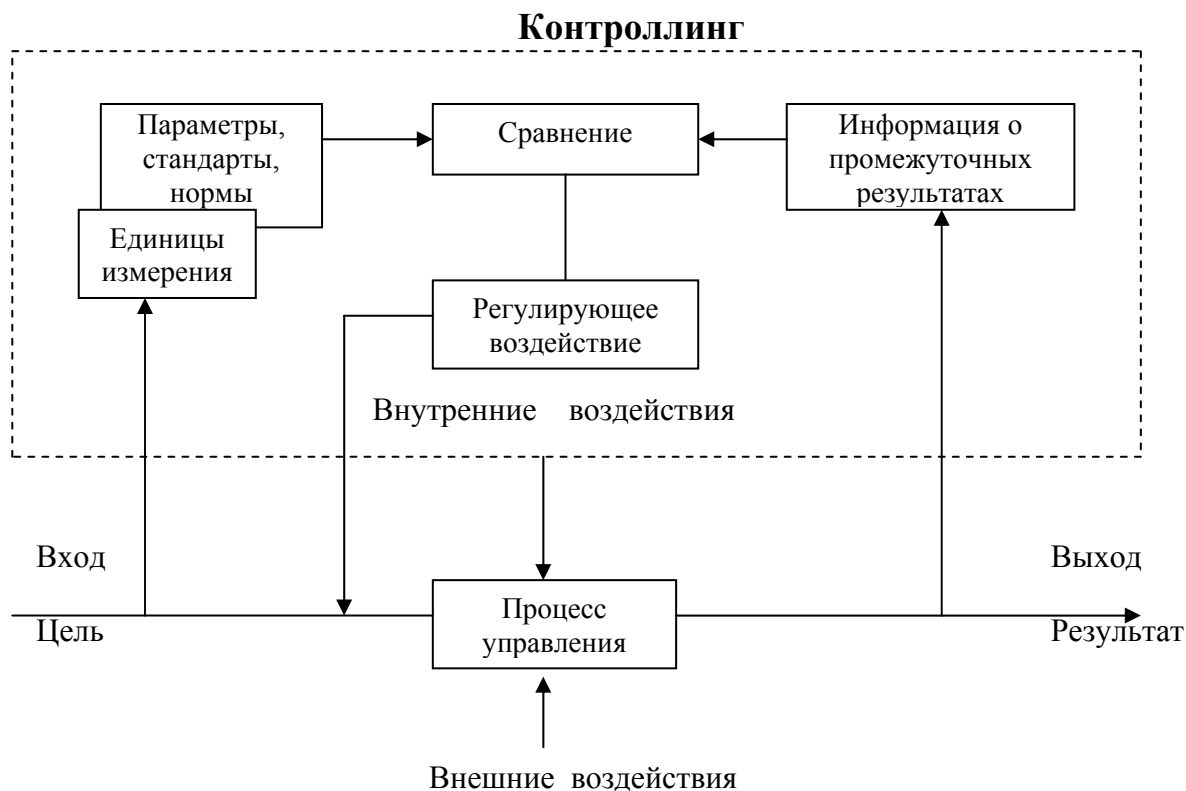 Контроллинг
Параметры,
стандарты,
нормы
Единицы
измерения
Сравнение
Информация о
промежуточных
результатах
Регулирующее
воздействие
Внутренние воздействия
Вход
Цель
Процесс
управления
Выход
Результат
Внешние воздействия